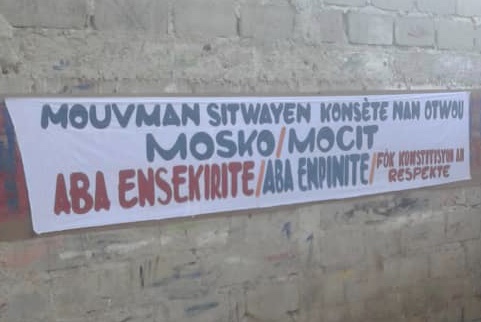 MOUVMAN SITWAYEN KONSÈTE NAN OTWOU
MOSKO/MOCIT
ABA ENSEKIRITE/ABA ENPINITE/FÒK KONSTITISYON AN
RESPEKTE